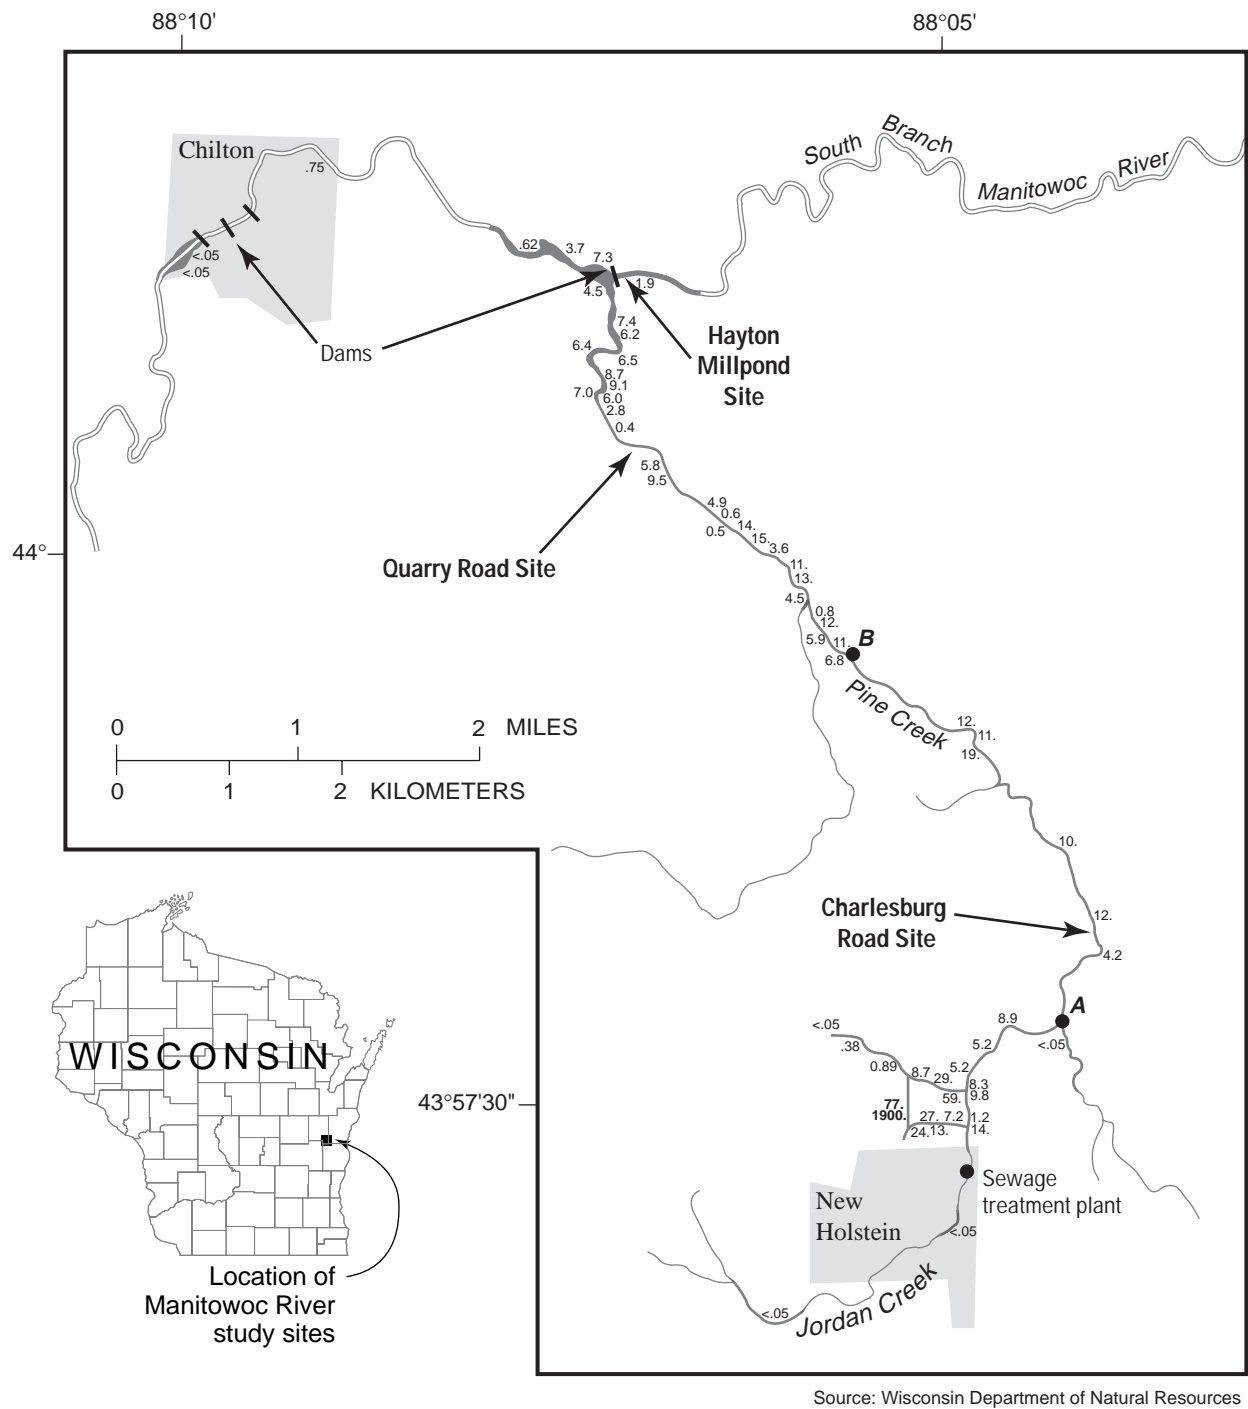 88°10'
88°05'
Chilton
.75
South
Branch
Manitowoc
River
<.05
<.05
.62
3.7
7.3
4.5
1.9
Dams
Hayton
Millpond
Site
7.4
6.2
6.4
6.5
8.7
9.1
7.0
6.0
2.8
0.4
5.8
9.5
Quarry Road Site
44°
4.9
0.6
0.5
14.
15.
3.6
11.
13.
4.5
0.8
12.
5.9
11.
6.8
B
Pine Creek
12.
11.
19.
0 1 2 MILES
0 1 2 KILOMETERS
10.
Charlesburg
Road Site
12.
4.2
A
8.9
<.05
<.05
.38
0.89
5.2
5.2
8.7
29.
59.
8.3
9.8
77.
1900.
27.
7.2
1.2
24.
13.
14.
WISCONSIN
43°57'30"
Sewage
treatment plant
New
Holstein
<.05
Jordan Creek
<.05
Location of
Manitowoc River
study sites
Source: Wisconsin Department of Natural Resources